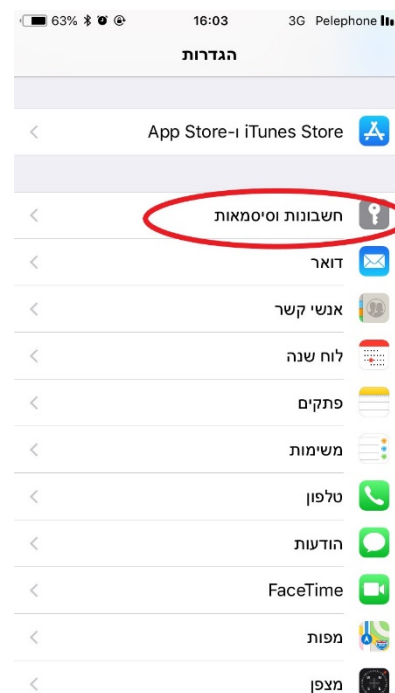 63% 16:03 3G Pelephone
הגדרות
iTunes Store ו-App Store
חשבונות וסיסמאות
דואר
אנשי קשר
לוח שנה
פתקים
משימות
טלפון
הודעות
FaceTime
מפות
מצפן